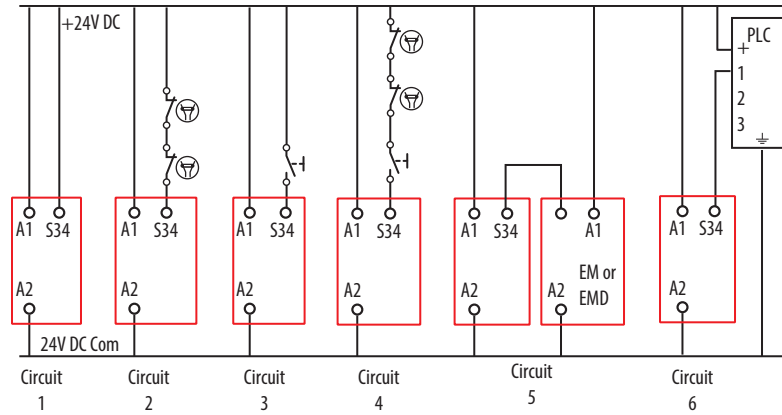 +24V DC
PLC
+
1
2
3
A1 S34
A1 S34
A1 S34
A1 S34
A1 S34
A1
A1 S34
A2
A2
A2
A2
A2
A2
EM or
EMD
A2
24V DC Com
Circuit
1
Circuit
2
Circuit
3
Circuit
4
Circuit
5
Circuit
6